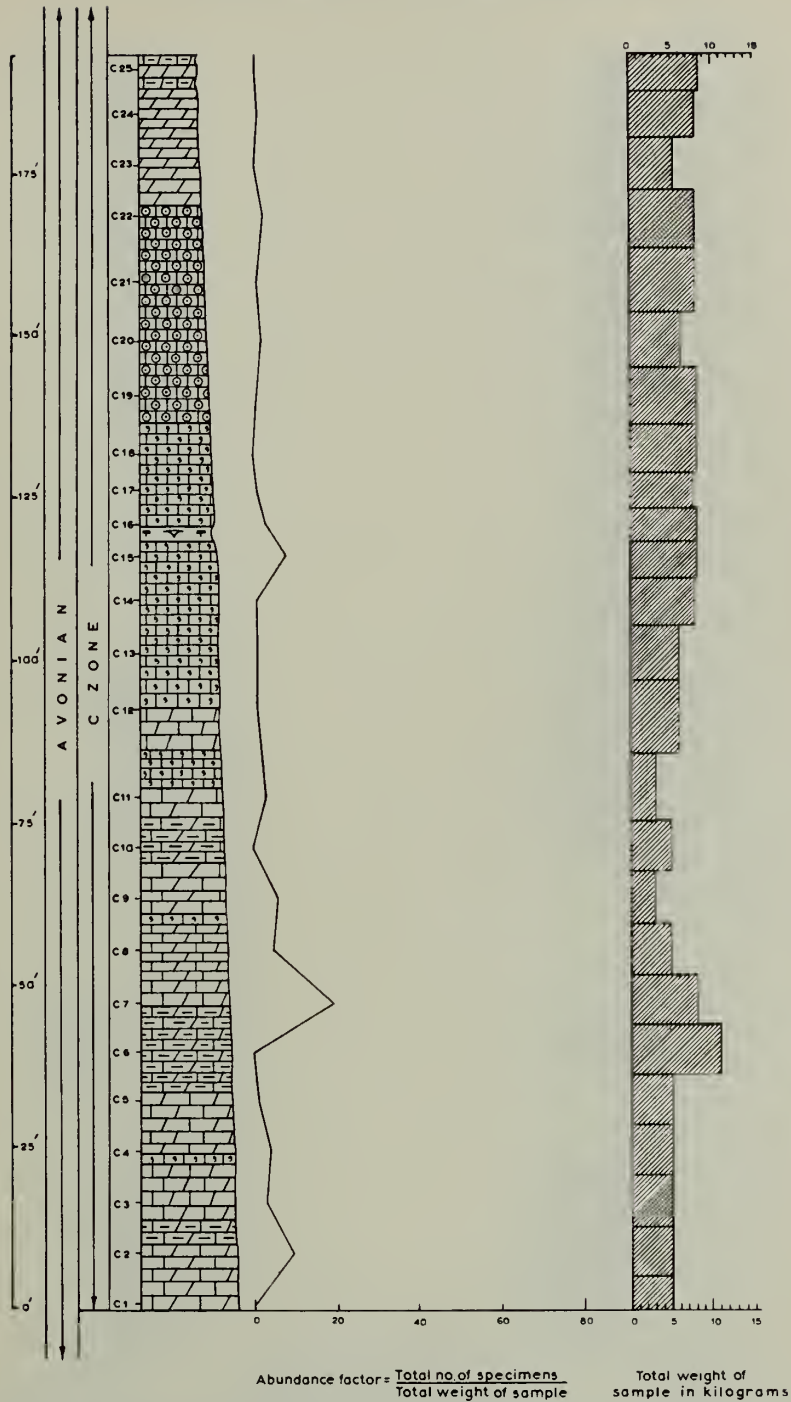 0 5 10 15
C25
C24
C23
175'
C22
C21
150'
C20
C19
C18
C17
125'
C16
C15
C14
C13
100'
C12
C11
75'
C10
C9
C8
50'
C7
C6
C5
25'
C4
C3
C2
0'
C1
AVONIAN
C ZONE
0 20 40 60 80
0 5 10 15
Abundance factor = Total no. of specimens
Total weight of sample
Total weight of
sample in kilograms